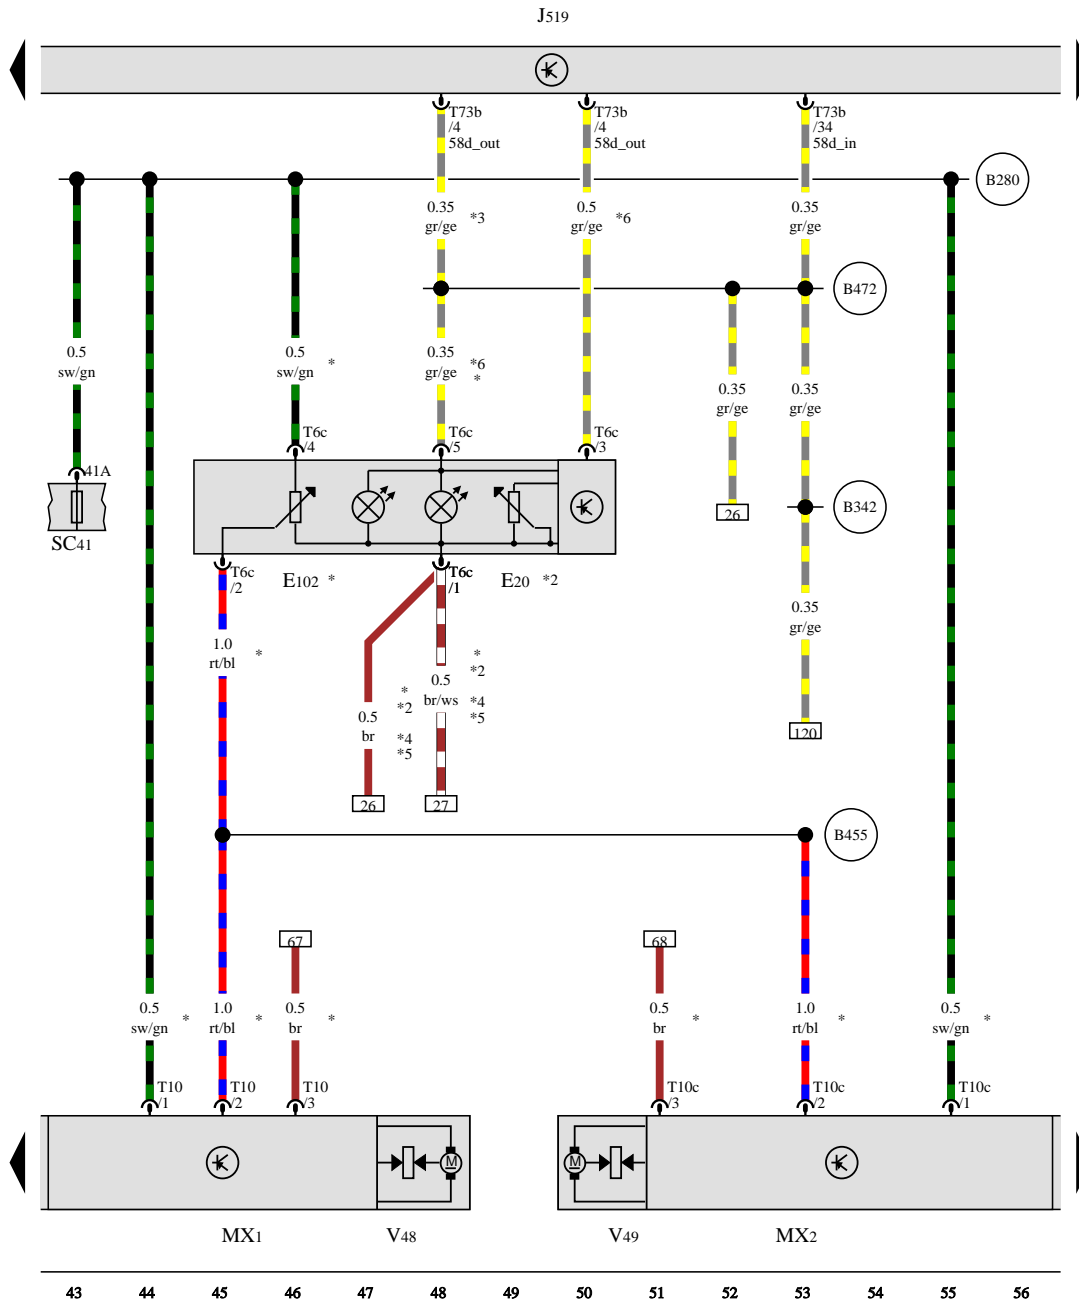 J519
T73b
/4
58d_out
T73b
/4
58d_out
T73b
/34
58d_in
B280
0.35
gr/ge
*3
0.5
gr/ge
*6
0.35
gr/ge
B472
0.5
sw/gn
0.5
sw/gn
*
0.35
gr/ge
*6
*
0.35
gr/ge
0.35
gr/ge
T6c
/4
T6c
/5
T6c
/3
41A
SC41
26
B342
T6c
/2
E102 *
T6c
/1
E20 *2
0.35
gr/ge
1.0
rt/bl
*
*
*2
0.5
br/ws
*4
*5
*
*2
0.5
br
*4
*5
120
26
27
B455
67
68
0.5
sw/gn
*
1.0
rt/bl
*
0.5
br
*
0.5
br
*
1.0
rt/bl
*
0.5
sw/gn
*
T10
/1
T10
/2
T10
/3
T10c
/3
T10c
/2
T10c
/1
M
M
MX1
V48
V49
MX2
43 44 45 46 47 48 49 50 51 52 53 54 55 56